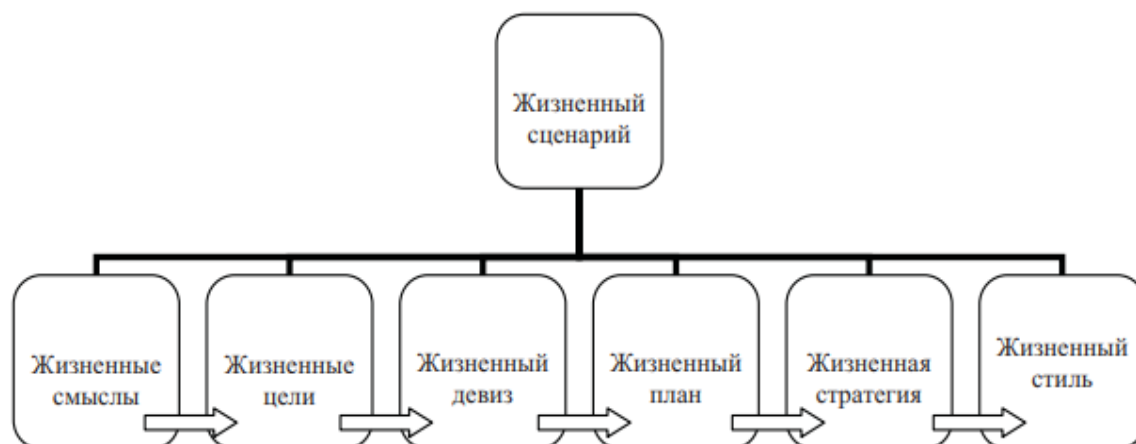 Жизненный
сценарий
Жизненные
смыслы
Жизненные
цели
Жизненный
девиз
Жизненный
план
Жизненная
стратегия
Жизненный
стиль